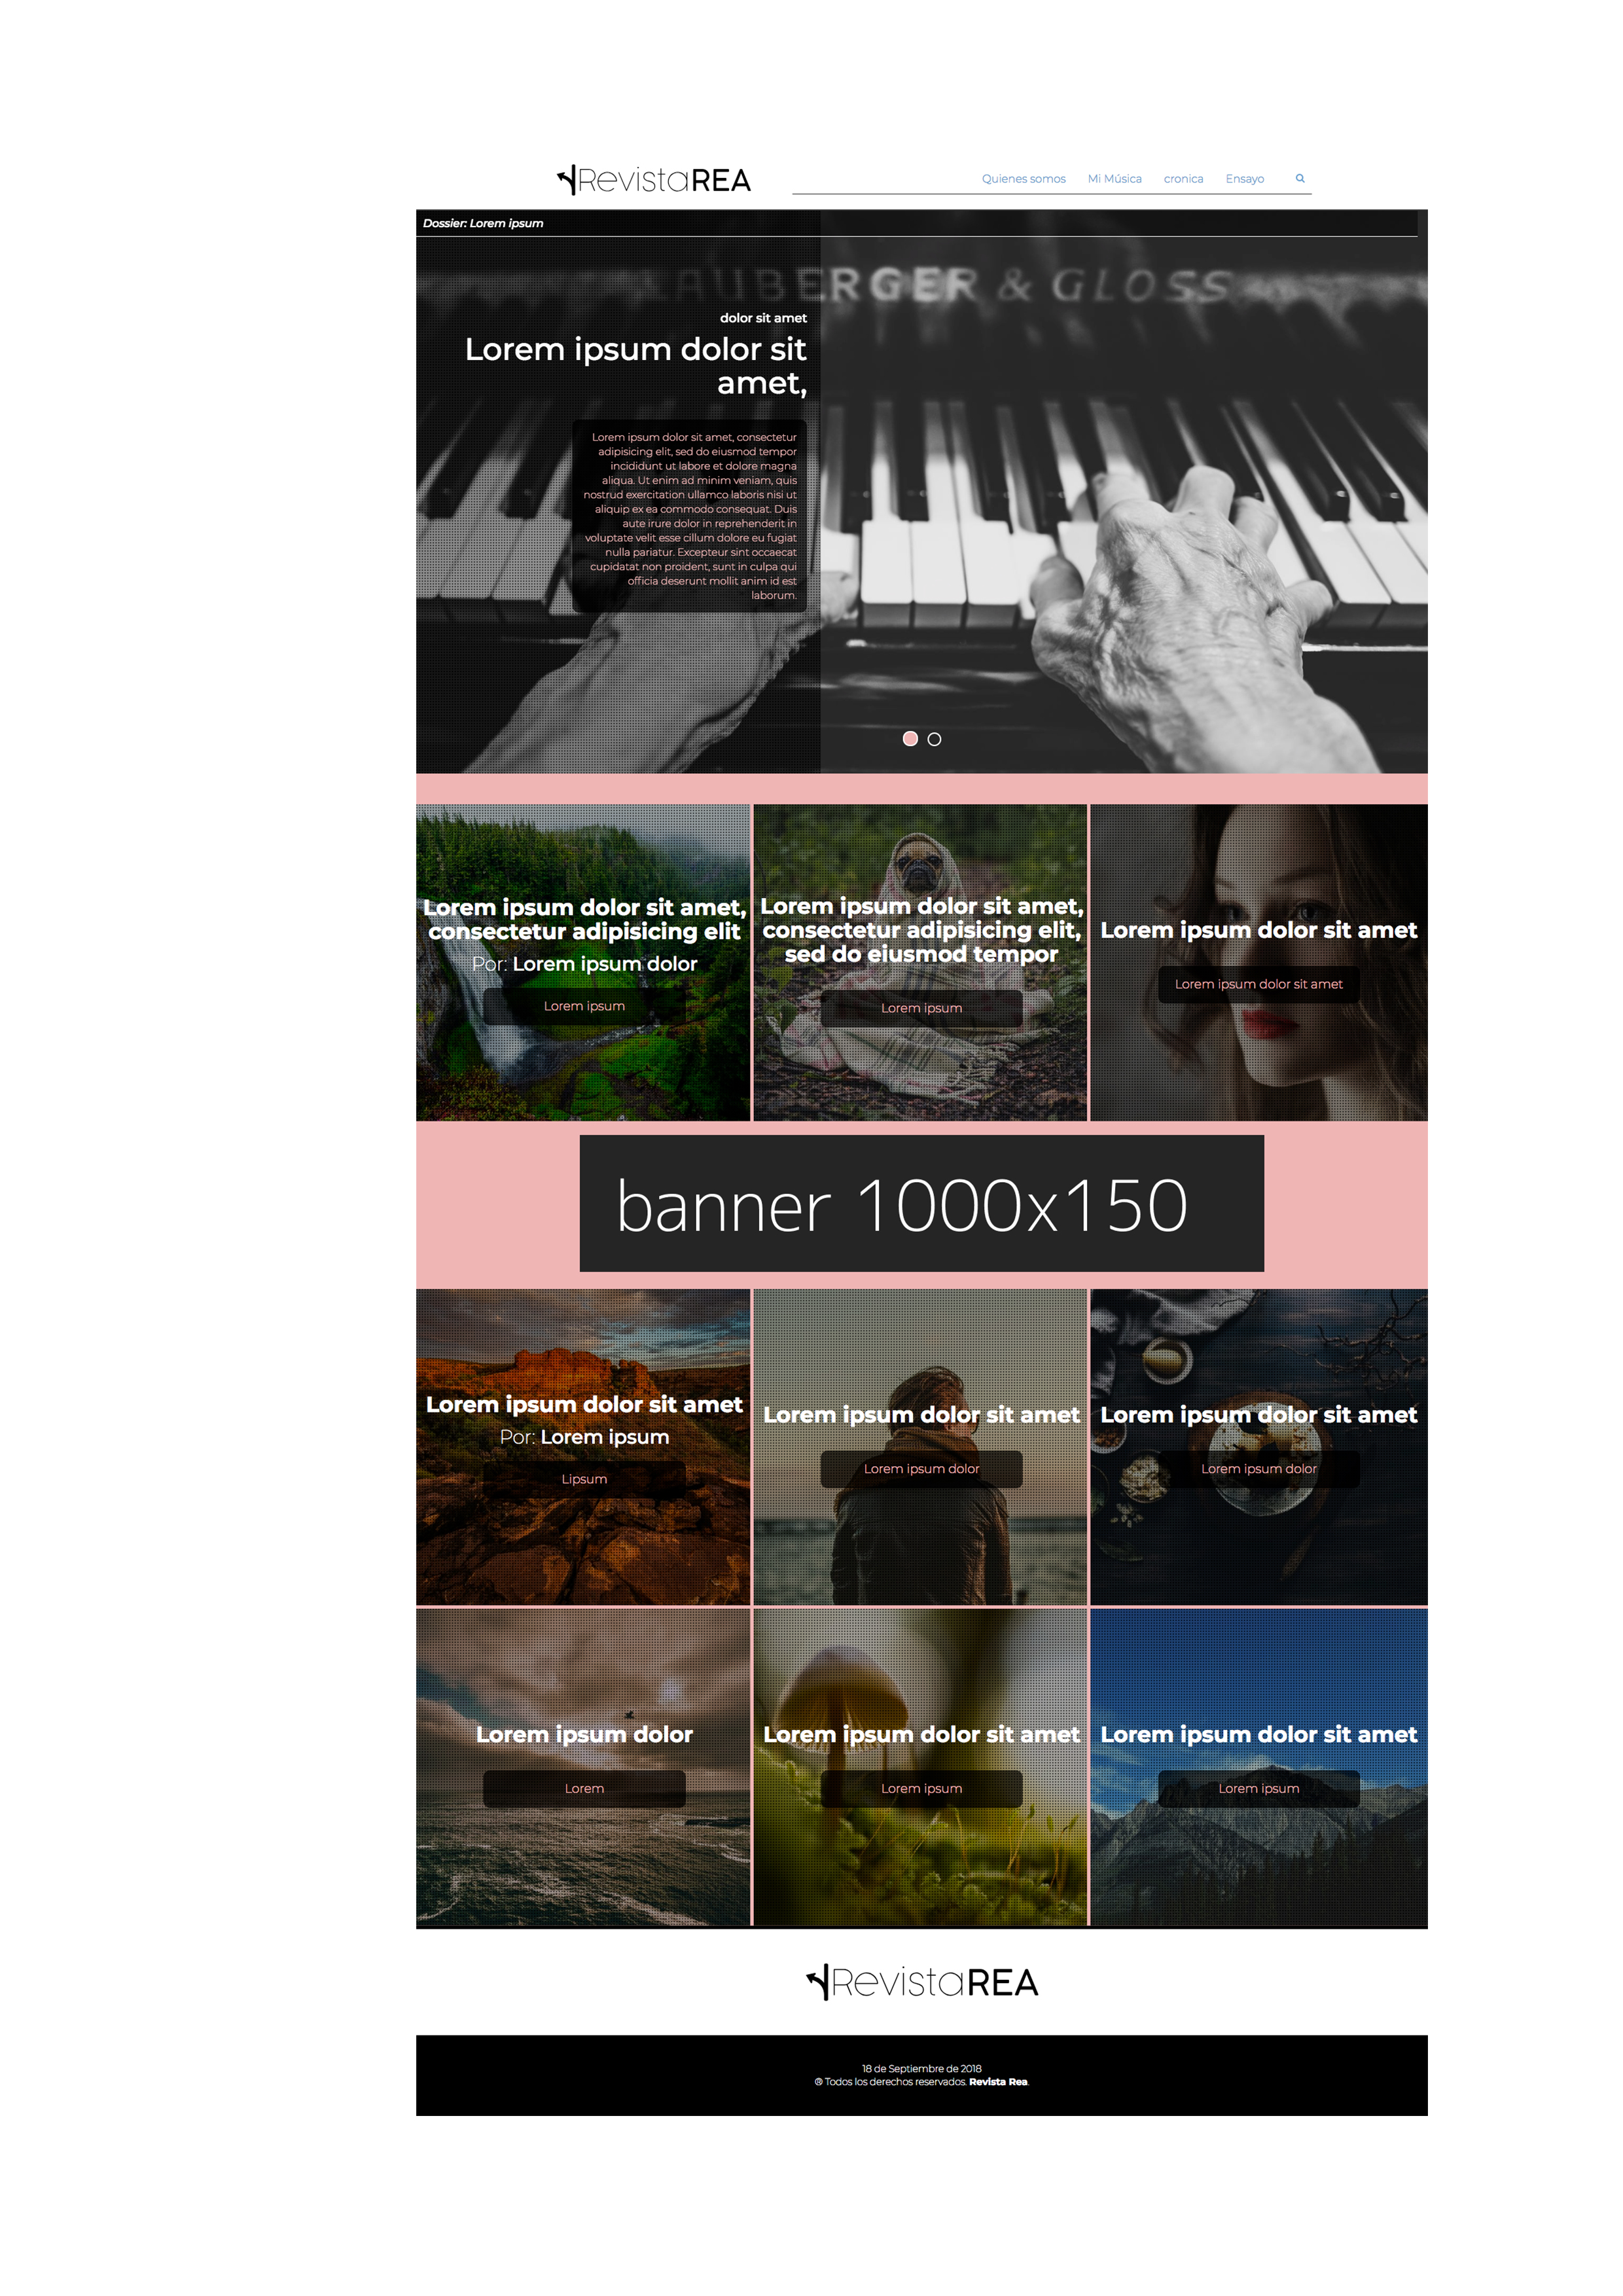 RevistaREA
Quienes somos Mi Música cronica Ensayo
Dossier: Lorem ipsum
AUBERGER & GLOSS
dolor sit amet
Lorem ipsum dolor sit
amet,
Lorem ipsum dolor sit amet, consectetur
adipisicing elit, sed do eiusmod tempor
incididunt ut labore et dolore magna
aliqua. Ut enim ad minim veniam, quis
nostrud exercitation ullamco laboris nisi ut
aliquip ex ea commodo consequat. Duis
aute irure dolor in reprehenderit in
voluptate velit esse cillum dolore eu fugiat
nulla pariatur. Excepteur sint occaecat
cupidatat non proident, sunt in culpa qui
officia deserunt mollit anim id est
laborum.
Lorem ipsum dolor sit amet,
consectetur adipisicing elit
Por: Lorem ipsum dolor
Lorem ipsum
Lorem ipsum dolor sit amet,
consectetur adipisicing elit,
sed do eiusmod tempor
Lorem ipsum
Lorem ipsum dolor sit amet
Lorem ipsum dolor sit amet
banner 1000x150
Lorem ipsum dolor sit amet
Por: Lorem ipsum
Lipsum
Lorem ipsum dolor sit amet
Lorem ipsum dolor
Lorem ipsum dolor sit amet
Lorem ipsum dolor
Lorem ipsum dolor
Lorem
Lorem ipsum dolor sit amet
Lorem ipsum
Lorem ipsum dolor sit amet
Lorem ipsum
RevistaREA
18 de Septiembre de 2018
® Todos los derechos reservados. Revista Rea.